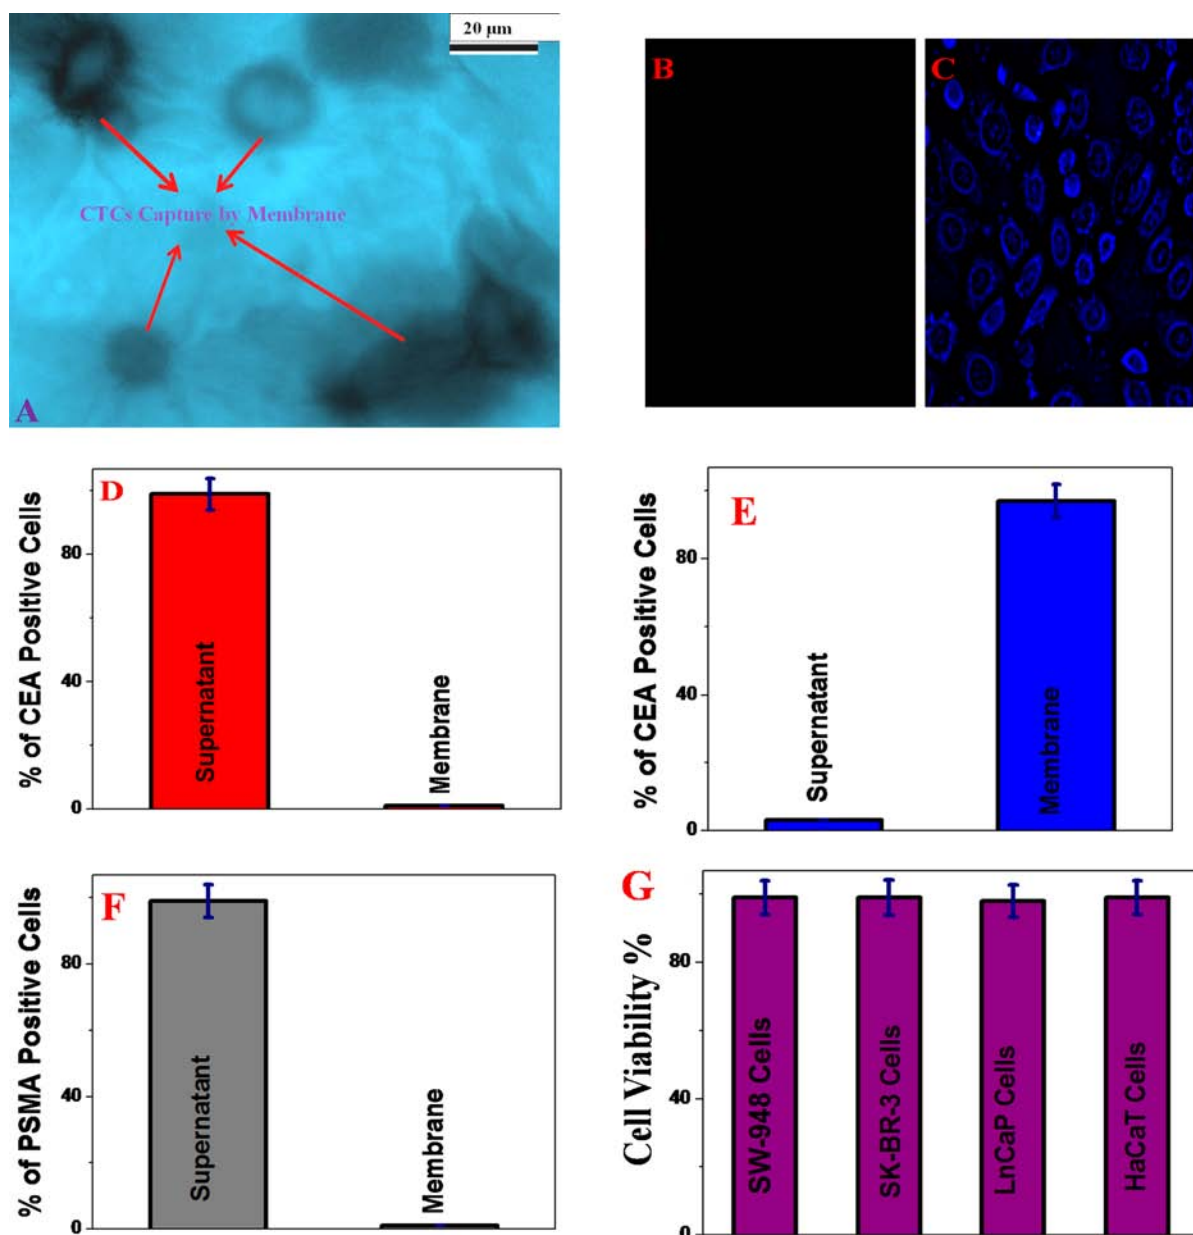 20 μm
CTCs Capture by Membrane
A
B
C
D
% of CEA Positive Cells
80
40
0
Supernatant
Membrane
E
% of CEA Positive Cells
80
40
0
Supernatant
Membrane
F
% of PSMA Positive Cells
80
40
0
Supernatant
Membrane
G
Cell Viability %
80
40
0
SW-948 Cells
SK-BR-3 Cells
LnCaP Cells
HaCaT Cells